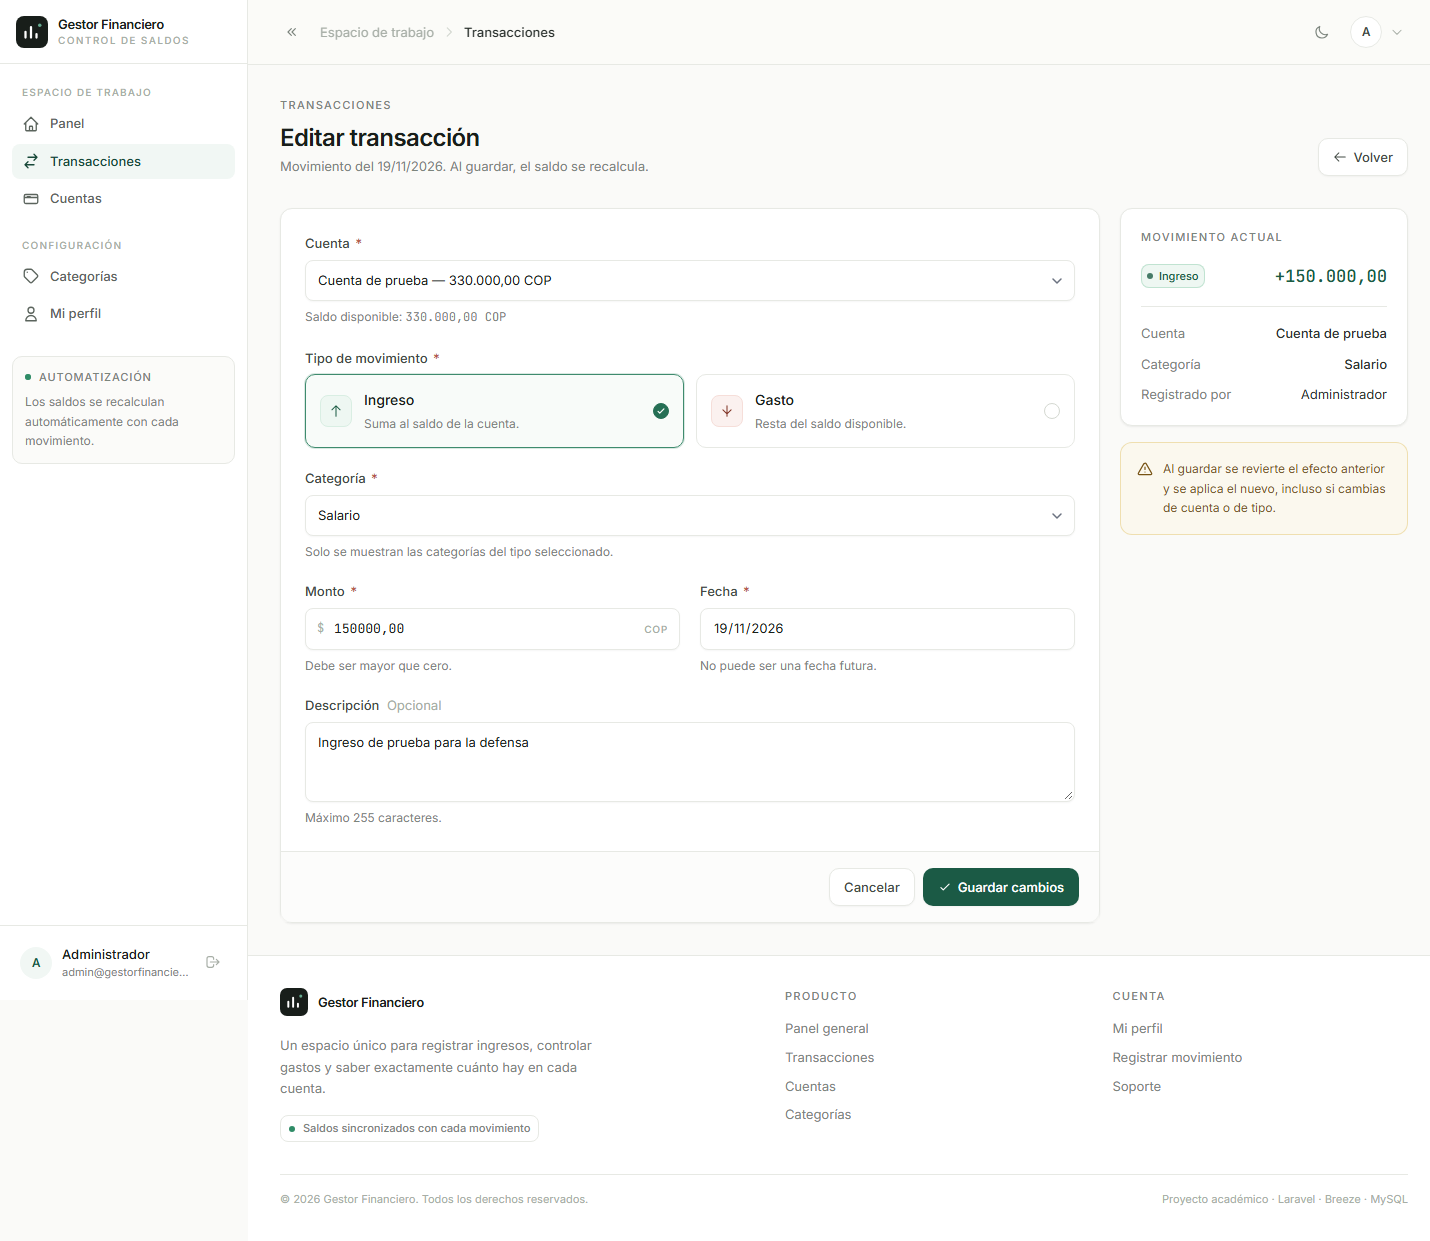 Gestor Financiero
CONTROL DE SALDOS
ESPACIO DE TRABAJO
Panel
Transacciones
Cuentas
CONFIGURACIÓN
Categorías
Mi perfil
AUTOMATIZACIÓN
Los saldos se recalculan
automáticamente con cada
movimiento.
A
Administrador
admin@gestorfinancie...
Espacio de trabajo
Transacciones
A
TRANSACCIONES
Editar transacción
Movimiento del 19/11/2026. Al guardar, el saldo se recalcula.
Volver
Cuenta *
Cuenta de prueba — 330.000,00 COP
Saldo disponible: 330.000,00 COP
Tipo de movimiento *
Ingreso
Suma al saldo de la cuenta.
Gasto
Resta del saldo disponible.
Categoría *
Salario
Solo se muestran las categorías del tipo seleccionado.
Monto *
$ 150000,00 COP
Debe ser mayor que cero.
Fecha *
19/11/2026
No puede ser una fecha futura.
Descripción Opcional
Ingreso de prueba para la defensa
Máximo 255 caracteres.
Cancelar
Guardar cambios
MOVIMIENTO ACTUAL
Ingreso +150.000,00
Cuenta Cuenta de prueba
Categoría Salario
Registrado por Administrador
Al guardar se revierte el efecto anterior
y se aplica el nuevo, incluso si cambias
de cuenta o de tipo.
Gestor Financiero
Un espacio único para registrar ingresos, controlar
gastos y saber exactamente cuánto hay en cada
cuenta.
Saldos sincronizados con cada movimiento
PRODUCTO
Panel general
Transacciones
Cuentas
Categorías
CUENTA
Mi perfil
Registrar movimiento
Soporte
© 2026 Gestor Financiero. Todos los derechos reservados.
Proyecto académico · Laravel · Breeze · MySQL